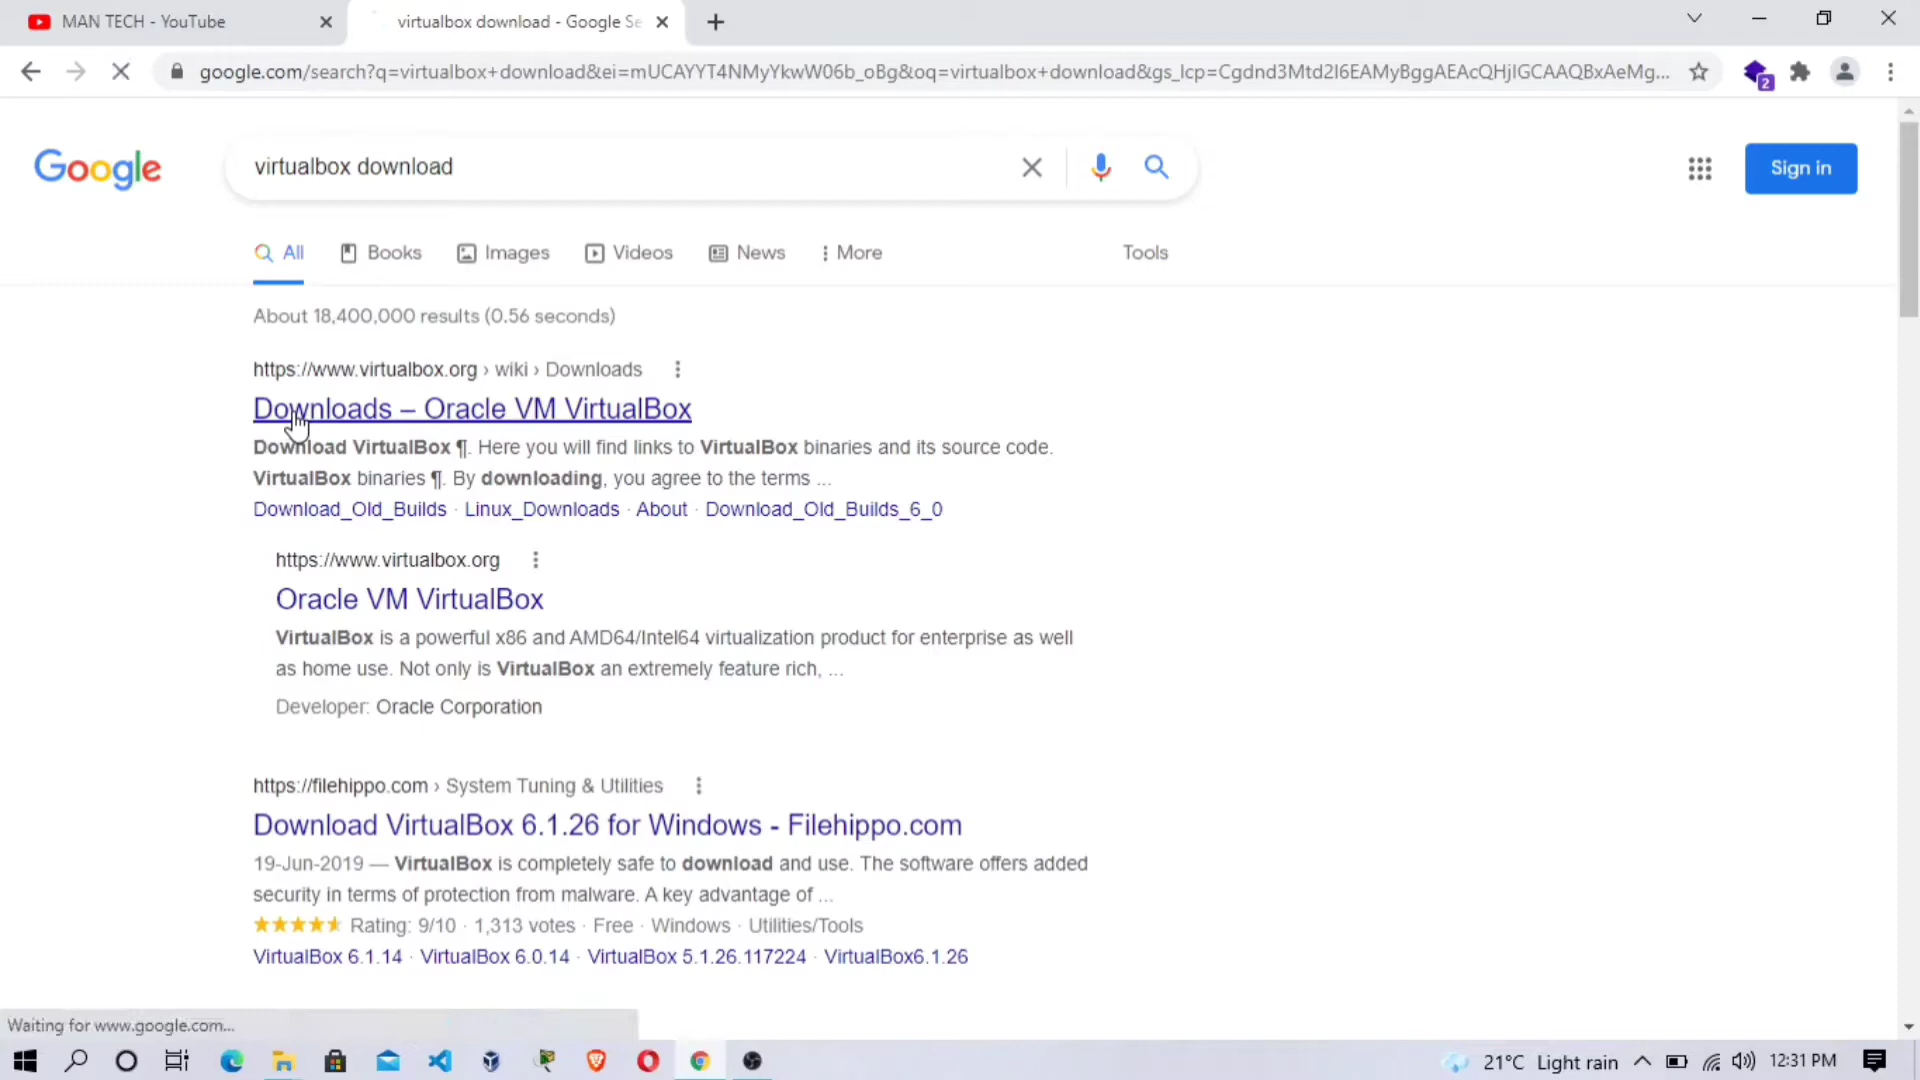 MAN TECH - YouTube
virtualbox download - Google Se
google.com/search?q=virtualbox+download&ei=mUCAYYT4NMyYkwW06b_oBg&oq=virtualbox+download&gs_lcp=Cgdnd3Mtd2l6EAMyBggAEAcQHjIGCAAQBxAeMg...
2
Google
virtualbox download
Sign in
All
Books
Images
Videos
News
More
Tools
About 18,400,000 results (0.56 seconds)
https://www.virtualbox.org › wiki › Downloads
Downloads – Oracle VM VirtualBox
Download VirtualBox ¶. Here you will find links to VirtualBox binaries and its source code.
VirtualBox binaries ¶. By downloading, you agree to the terms ...
Download_Old_Builds · Linux_Downloads · About · Download_Old_Builds_6_0
https://www.virtualbox.org
Oracle VM VirtualBox
VirtualBox is a powerful x86 and AMD64/Intel64 virtualization product for enterprise as well
as home use. Not only is VirtualBox an extremely feature rich, ...
Developer: Oracle Corporation
https://filehippo.com › System Tuning & Utilities
Download VirtualBox 6.1.26 for Windows - Filehippo.com
19-Jun-2019 — VirtualBox is completely safe to download and use. The software offers added
security in terms of protection from malware. A key advantage of ...
Rating: 9/10 · 1,313 votes · Free · Windows · Utilities/Tools
VirtualBox 6.1.14 · VirtualBox 6.0.14 · VirtualBox 5.1.26.117224 · VirtualBox6.1.26
Waiting for www.google.com...
21°C Light rain
12:31 PM